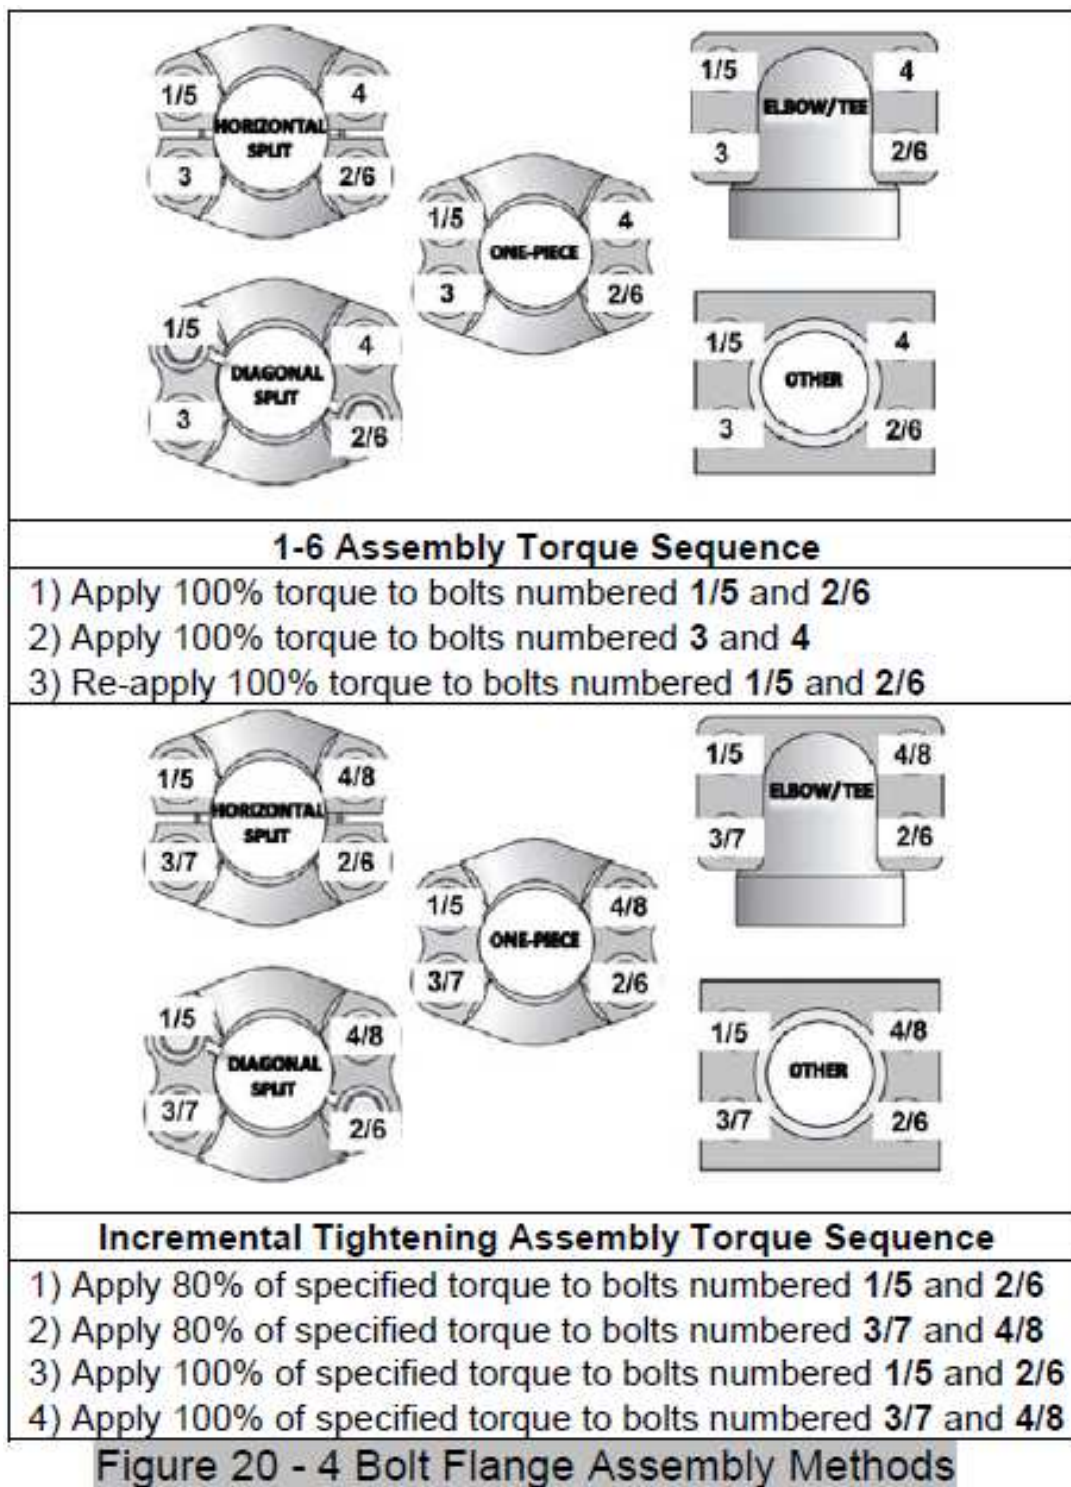 1/5
4
HORIZONTAL
SPLIT
3
2/6
1/5
4
ONE-PIECE
3
2/6
1/5
4
ELBOW/TEE
3
2/6
1/5
4
DIAGONAL
SPLIT
3
2/6
1/5
4
OTHER
3
2/6
1-6 Assembly Torque Sequence
1) Apply 100% torque to bolts numbered 1/5 and 2/6
2) Apply 100% torque to bolts numbered 3 and 4
3) Re-apply 100% torque to bolts numbered 1/5 and 2/6
1/5
4/8
HORIZONTAL
SPLIT
3/7
2/6
1/5
4/8
ONE-PIECE
3/7
2/6
1/5
4/8
ELBOW/TEE
3/7
2/6
1/5
4/8
DIAGONAL
SPLIT
3/7
2/6
1/5
4/8
OTHER
3/7
2/6
Incremental Tightening Assembly Torque Sequence
1) Apply 80% of specified torque to bolts numbered 1/5 and 2/6
2) Apply 80% of specified torque to bolts numbered 3/7 and 4/8
3) Apply 100% of specified torque to bolts numbered 1/5 and 2/6
4) Apply 100% of specified torque to bolts numbered 3/7 and 4/8
Figure 20 - 4 Bolt Flange Assembly Methods